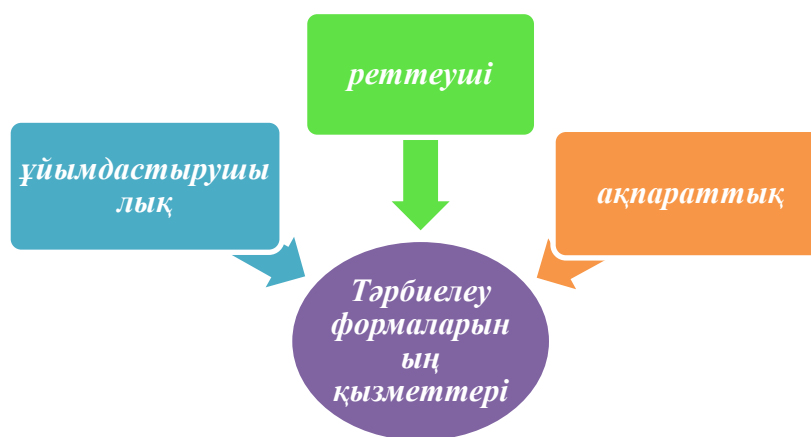 реттеуші
ұйымдастырушы
лық
ақпараттық
Тәрбиелеу
формаларын
ың
қызметтері